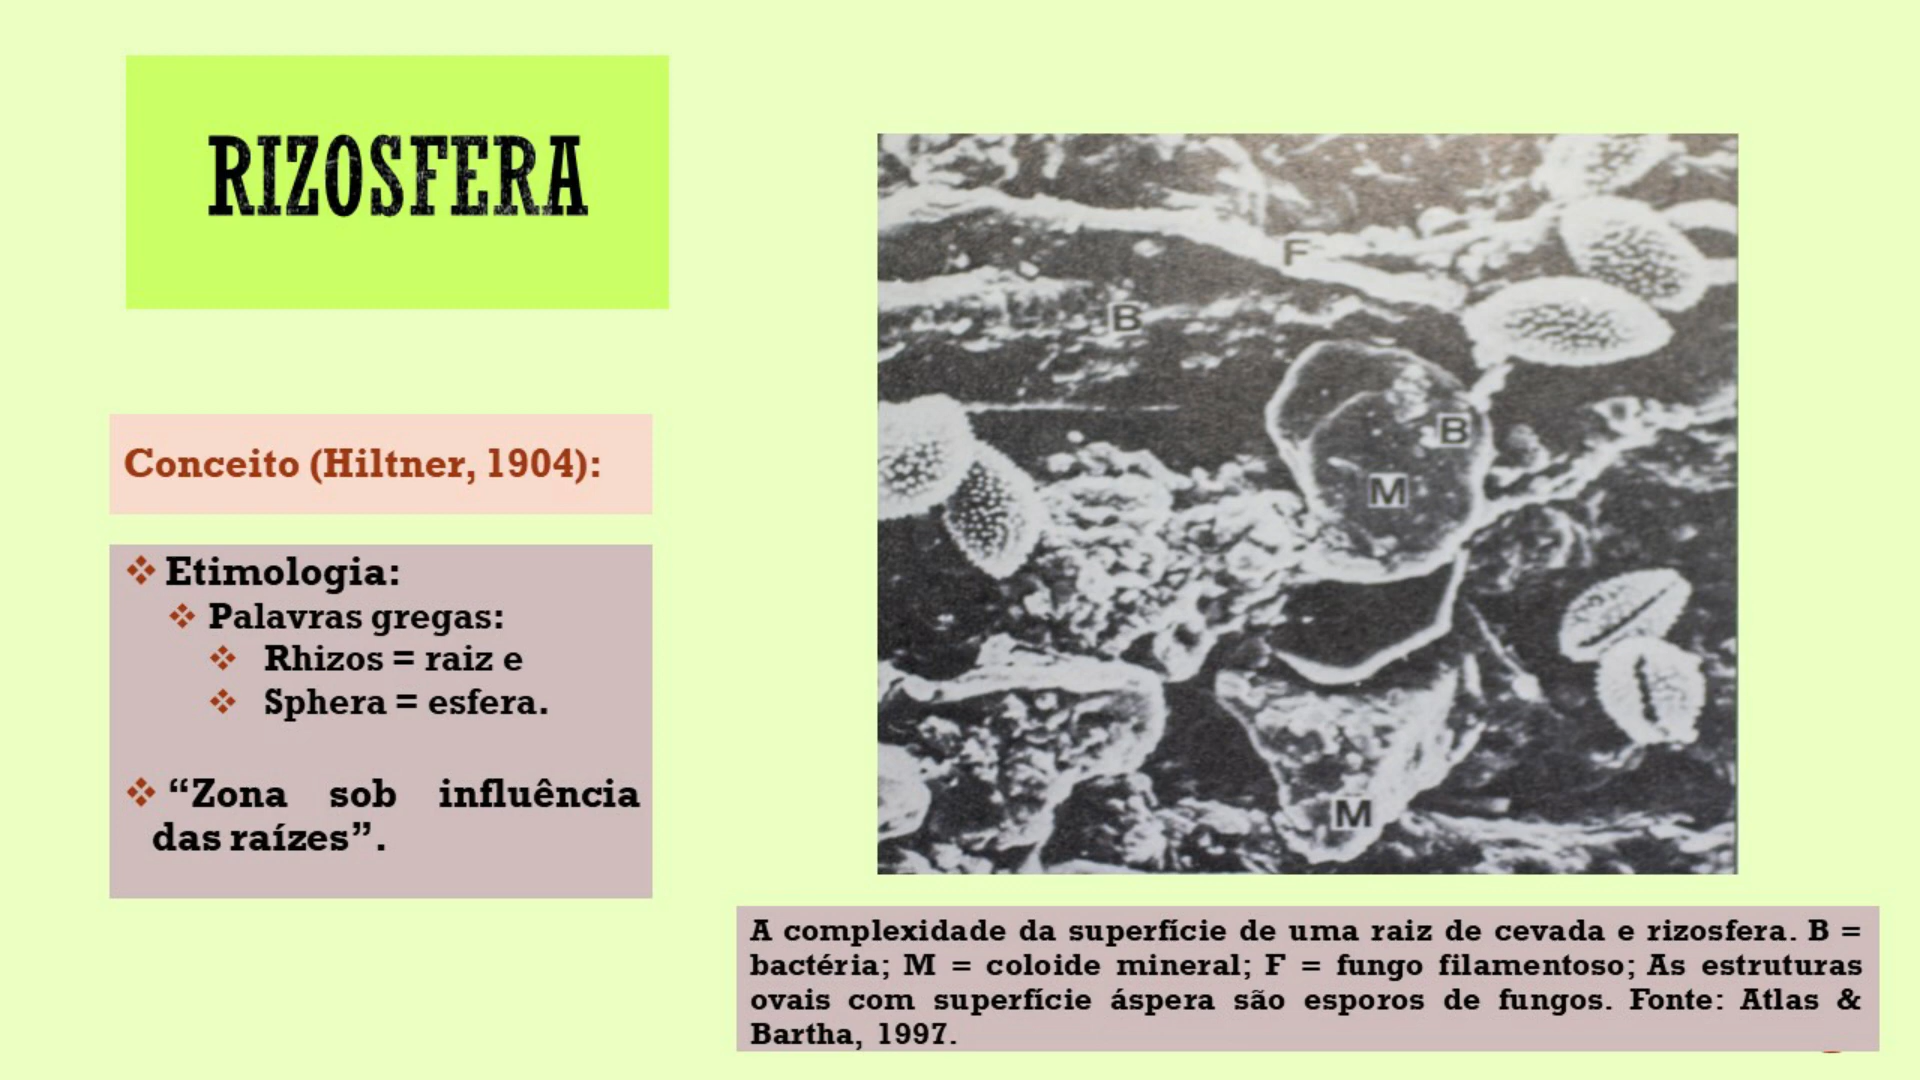 RIZOSFERA
Conceito (Hiltner, 1904):
Etimologia:
Palavras gregas:
Rhizos = raiz e
Sphera = esfera.
“Zona sob influência
das raízes”.
F
B
B
M
M
A complexidade da superfície de uma raiz de cevada e rizosfera. B =
bactéria; M = coloide mineral; F = fungo filamentoso; As estruturas
ovais com superfície áspera são esporos de fungos. Fonte: Atlas &
Bartha, 1997.